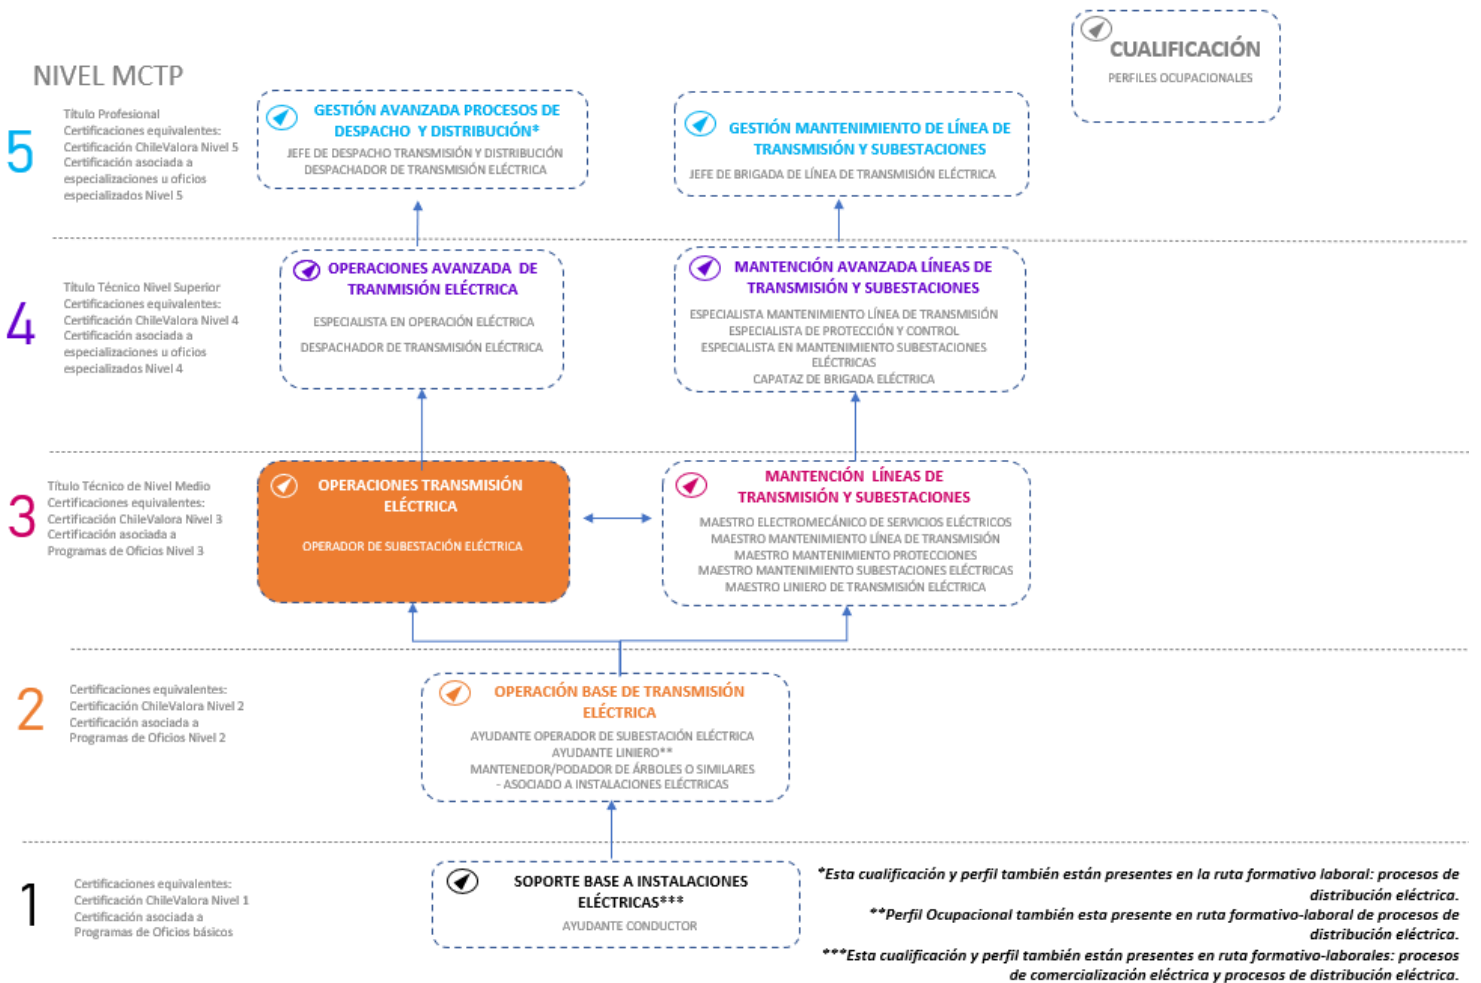 CUALIFICACIÓN
PERFILES OCUPACIONALES
NIVEL MCTP
5
Título Profesional
Certificaciones equivalentes:
Certificación ChileValora Nivel 5
Certificación asociada a
especializaciones u oficios
especializados Nivel 5
GESTIÓN AVANZADA PROCESOS DE
DESPACHO Y DISTRIBUCIÓN*
JEFE DE DESPACHO TRANSMISIÓN Y DISTRIBUCIÓN
DESPACHADOR DE TRANSMISIÓN ELÉCTRICA
GESTIÓN MANTENIMIENTO DE LÍNEA DE
TRANSMISIÓN Y SUBESTACIONES
JEFE DE BRIGADA DE LÍNEA DE TRANSMISIÓN ELÉCTRICA
4
Título Técnico Nivel Superior
Certificaciones equivalentes:
Certificación ChileValora Nivel 4
Certificación asociada a
especializaciones u oficios
especializados Nivel 4
OPERACIONES AVANZADA DE
TRANMISIÓN ELÉCTRICA
ESPECIALISTA EN OPERACIÓN ELÉCTRICA
DESPACHADOR DE TRANSMISIÓN ELÉCTRICA
MANTENCIÓN AVANZADA LÍNEAS DE
TRANSMISIÓN Y SUBESTACIONES
ESPECIALISTA MANTENIMIENTO LÍNEA DE TRANSMISIÓN
ESPECIALISTA DE PROTECCIÓN Y CONTROL
ESPECIALISTA EN MANTENIMIENTO SUBESTACIONES
ELÉCTRICAS
CAPATAZ DE BRIGADA ELÉCTRICA
3
Título Técnico de Nivel Medio
Certificaciones equivalentes:
Certificación ChileValora Nivel 3
Certificación asociada a
Programas de Oficios Nivel 3
OPERACIONES TRANSMISIÓN
ELÉCTRICA
OPERADOR DE SUBESTACIÓN ELÉCTRICA
MANTENCIÓN LÍNEAS DE
TRANSMISIÓN Y SUBESTACIONES
MAESTRO ELECTROMECÁNICO DE SERVICIOS ELÉCTRICOS
MAESTRO MANTENIMIENTO LÍNEA DE TRANSMISIÓN
MAESTRO MANTENIMIENTO PROTECCIONES
MAESTRO MANTENIMIENTO SUBESTACIONES ELÉCTRICAS
MAESTRO LINIERO DE TRANSMISIÓN ELÉCTRICA
2
Certificaciones equivalentes:
Certificación ChileValora Nivel 2
Certificación asociada a
Programas de Oficios Nivel 2
OPERACIÓN BASE DE TRANSMISIÓN
ELÉCTRICA
AYUDANTE OPERADOR DE SUBESTACIÓN ELÉCTRICA
AYUDANTE LINIERO**
MANTENEDOR/PODADOR DE ÁRBOLES O SIMILARES
- ASOCIADO A INSTALACIONES ELÉCTRICAS
1
Certificaciones equivalentes:
Certificación ChileValora Nivel 1
Certificación asociada a
Programas de Oficios básicos
SOPORTE BASE A INSTALACIONES
ELÉCTRICAS***
AYUDANTE CONDUCTOR
*Esta cualificación y perfil también están presentes en la ruta formativo laboral: procesos de
distribución eléctrica.
**Perfil Ocupacional también esta presente en ruta formativo-laboral de procesos de
distribución eléctrica.
***Esta cualificación y perfil también están presentes en ruta formativo-laborales: procesos
de comercialización eléctrica y procesos de distribución eléctrica.